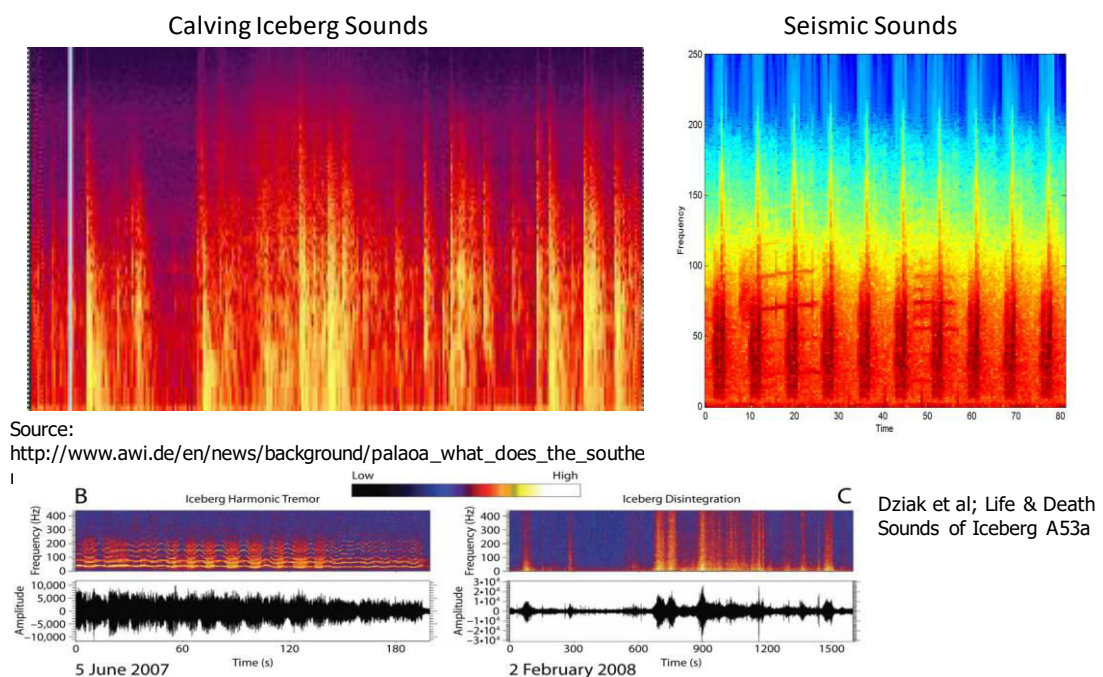 Calving Iceberg Sounds
Seismic Sounds
250
200
150
100
50
0
Frequency
0 10 20 30 40 50 60 70 80
Time
Source:
http://www.awi.de/en/news/background/palaoa_what_does_the_southe
Low High
B Iceberg Harmonic Tremor
Iceberg Disintegration C
Frequency (Hz)
400
300
200
100
0
Frequency (Hz)
400
300
200
100
0
Amplitude
10,000
5,000
0
−5,000
−10,000
Amplitude
3•10⁴
2•10⁴
1•10⁴
0
−1•10⁴
−2•10⁴
−3•10⁴
0 60 120 180
Time (s)
5 June 2007
0 300 600 900 1200 1500
Time (s)
2 February 2008
Dziak et al; Life & Death
Sounds of Iceberg A53a